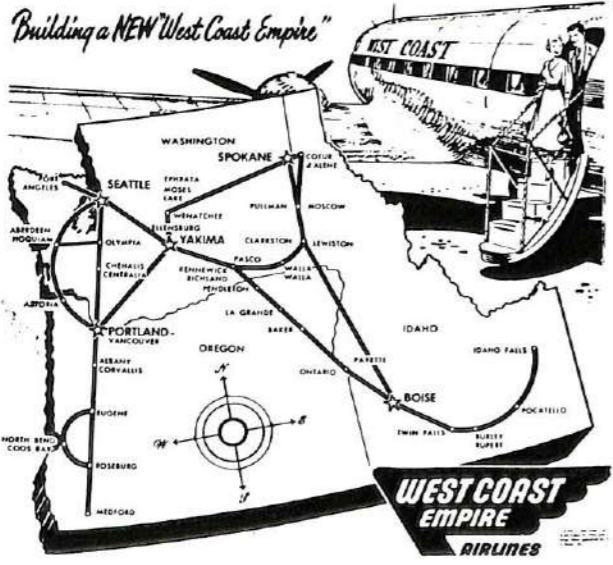 Building a NEW "West Coast Empire"
WEST COAST
WASHINGTON
SPOKANE
COEUR
D'ALENE
PORT
ANGELES
SEATTLE
EPHRATA
MOSES
LAKE
WENATCHEE
ELLENSBURG
YAKIMA
PULLMAN
MOSCOW
ABERDEEN
HOQUIAM
OLYMPIA
CLARKSTON
LEWISTON
CHEHALIS
CENTRALIA
PASCO
KENNEWICK
RICHLAND
WALLA
WALLA
PENDLETON
ASTORIA
LA GRANDE
PORTLAND-
VANCOUVER
BAKER
IDAHO
OREGON
IDAHO FALLS
ALBANY
CORVALLIS
PAYETTE
ONTARIO
N
BOISE
EUGENE
POCATELLO
W
E
TWIN FALLS
BURLEY
RUPERT
NORTH BEND
COOS BAY
ROSEBURG
S
MEDFORD
WEST COAST
EMPIRE
AIRLINES